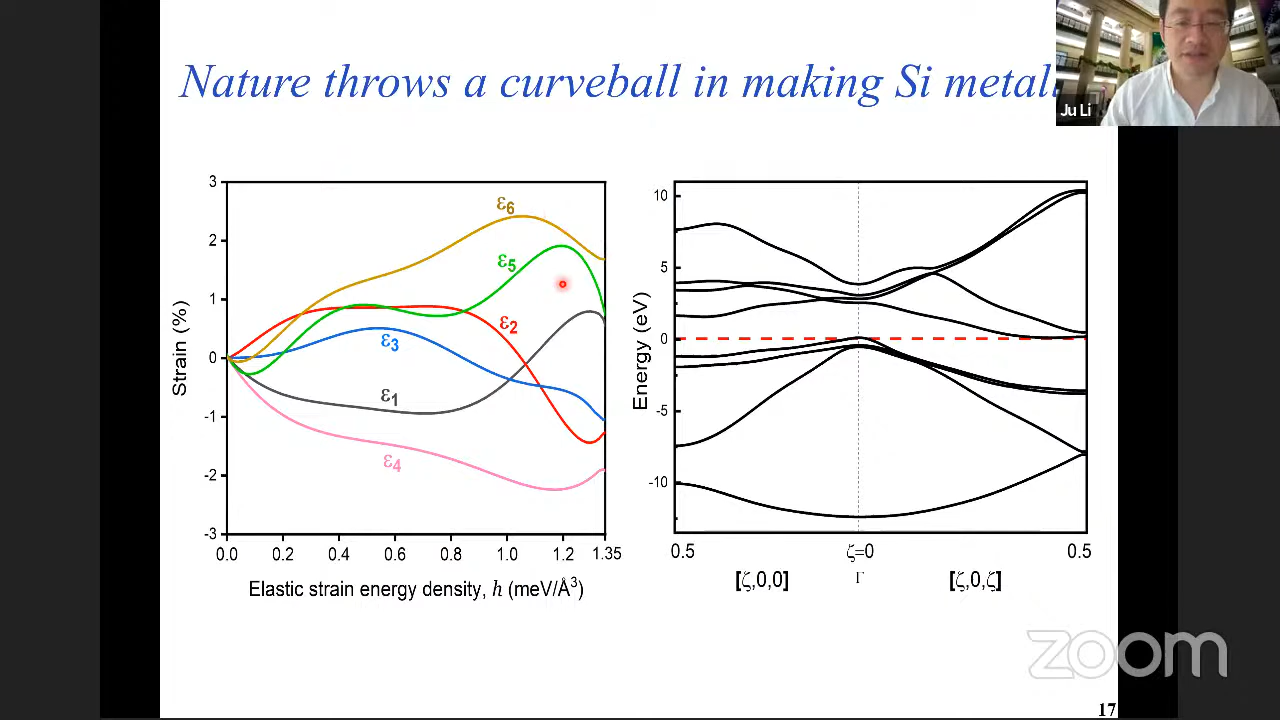 Nature throws a curveball in making Si metal
Ju Li
3
2
1
0
-1
-2
-3
Strain (%)
ε6
ε5
ε2
ε3
ε1
ε4
0.0 0.2 0.4 0.6 0.8 1.0 1.2 1.35
Elastic strain energy density, h (meV/Å³)
10
5
0
-5
-10
Energy (eV)
0.5 ζ=0 0.5
[ζ,0,0] Γ [ζ,0,ζ]
zoom
17